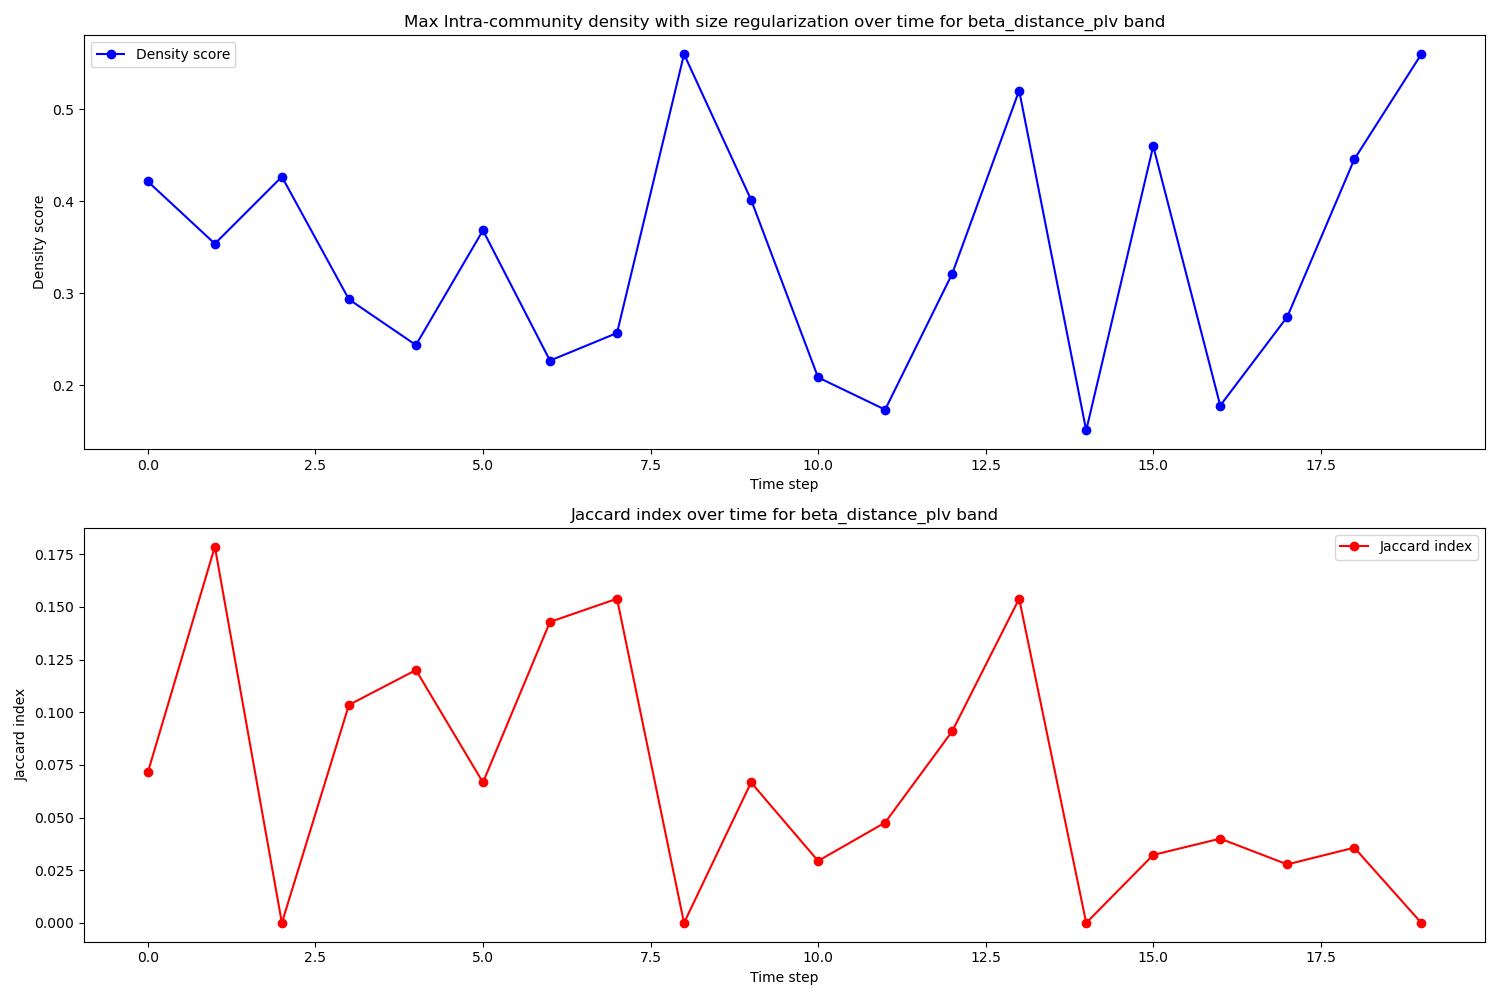 Max Intra-community density with size regularization over time for beta_distance_plv band
Density score
Density score
0.5
0.4
0.3
0.2
0.0 2.5 5.0 7.5 10.0 12.5 15.0 17.5
Time step
Jaccard index over time for beta_distance_plv band
Jaccard index
Jaccard index
0.175
0.150
0.125
0.100
0.075
0.050
0.025
0.000
0.0 2.5 5.0 7.5 10.0 12.5 15.0 17.5
Time step